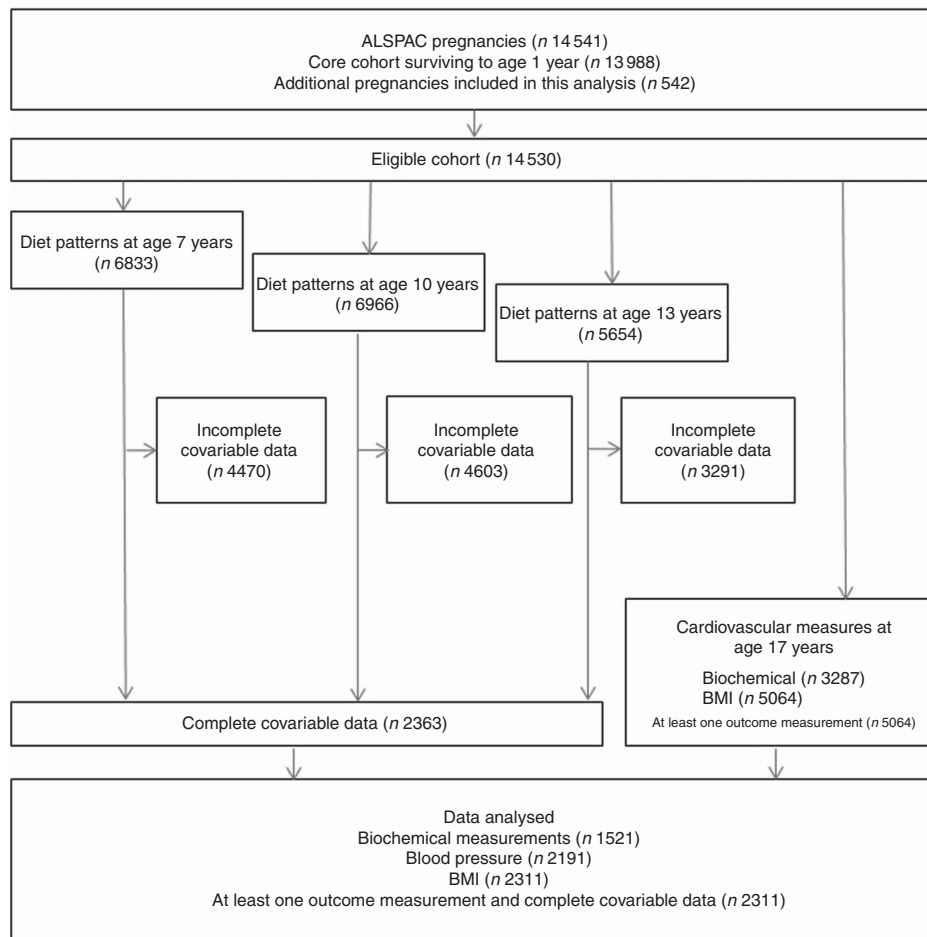 ALSPAC pregnancies (n 14 541)
Core cohort surviving to age 1 year (n 13 988)
Additional pregnancies included in this analysis (n 542)
Eligible cohort (n 14 530)
Diet patterns at age 7 years
(n 6833)
Diet patterns at age 10 years
(n 6966)
Diet patterns at age 13 years
(n 5654)
Incomplete
covariable data
(n 4470)
Incomplete
covariable data
(n 4603)
Incomplete
covariable data
(n 3291)
Cardiovascular measures at
age 17 years
Biochemical (n 3287)
BMI (n 5064)
At least one outcome measurement (n 5064)
Complete covariable data (n 2363)
Data analysed
Biochemical measurements (n 1521)
Blood pressure (n 2191)
BMI (n 2311)
At least one outcome measurement and complete covariable data (n 2311)